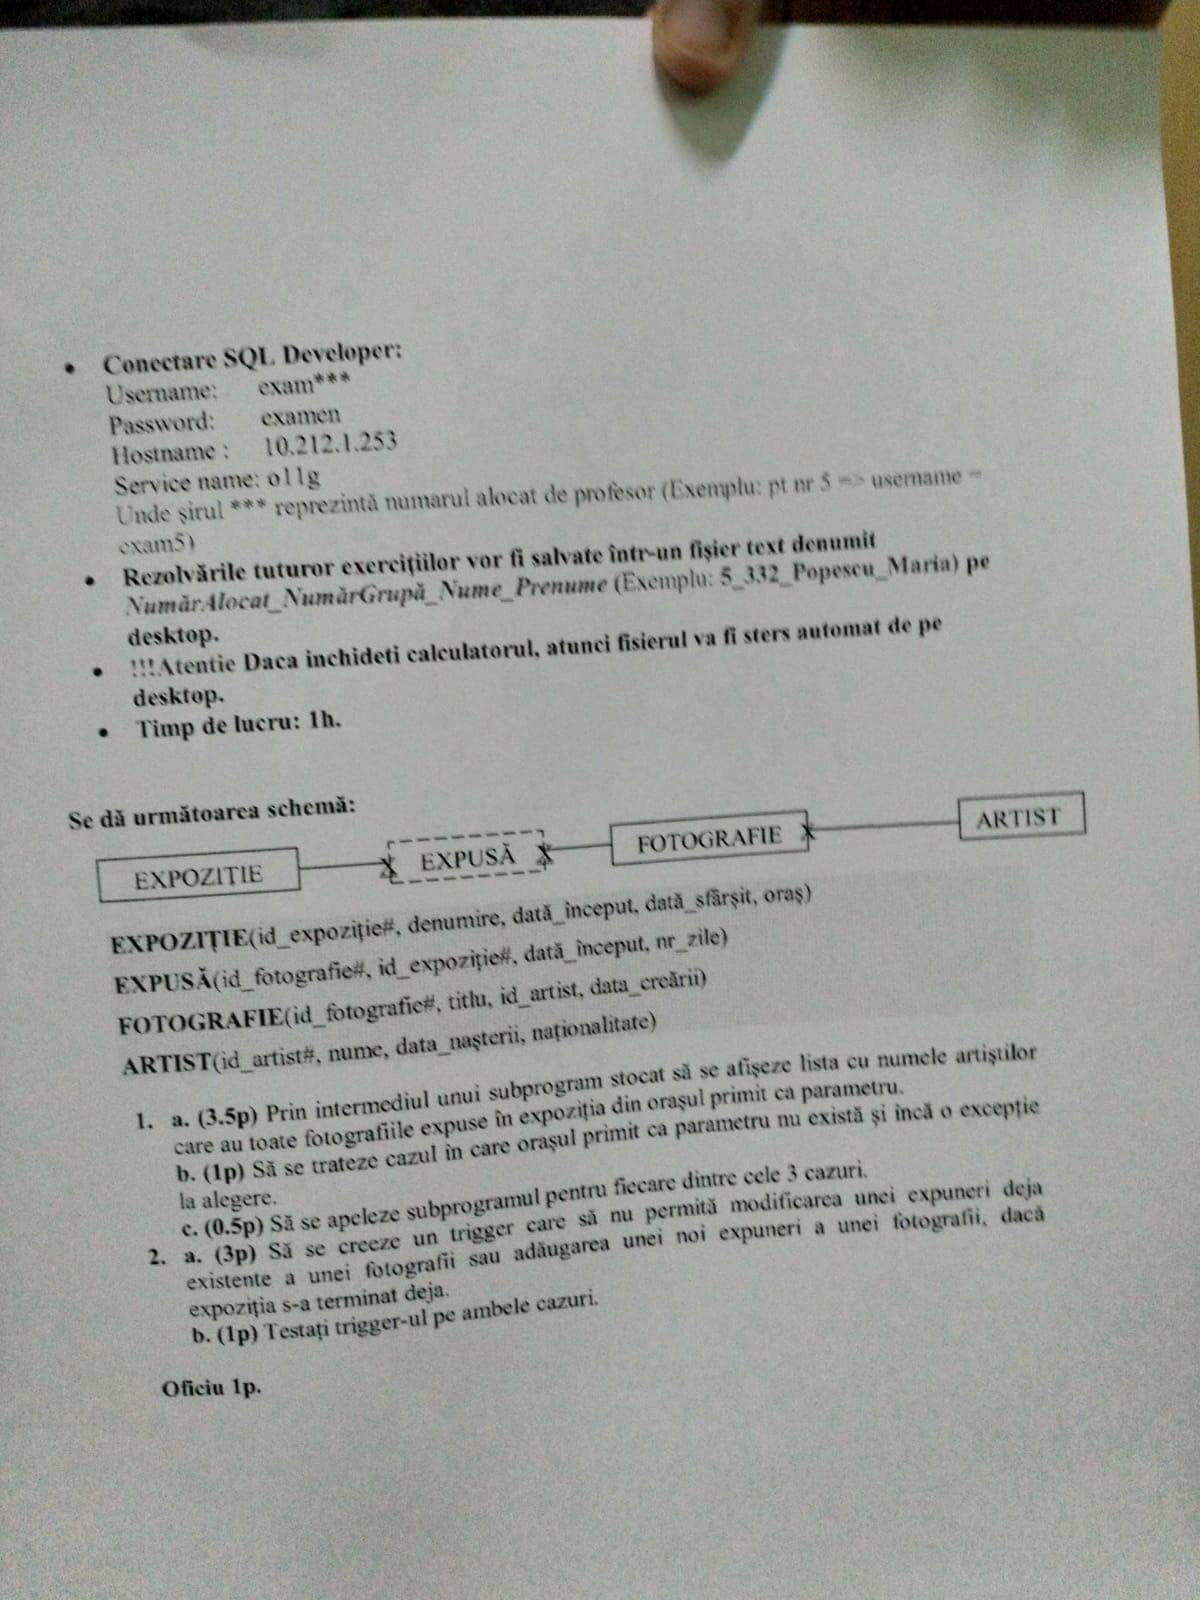 • Conectare SQL Developer:
Username: exam***
Password: examen
Hostname : 10.212.1.253
Service name: o11g
Unde șirul *** reprezintă numarul alocat de profesor (Exemplu: pt nr 5 => username =
exam5)
• Rezolvările tuturor exercițiilor vor fi salvate într-un fișier text denumit
NumărAlocat_NumărGrupă_Nume_Prenume (Exemplu: 5_332_Popescu_Maria) pe
desktop.
• !!!Atentie Daca inchideti calculatorul, atunci fisierul va fi sters automat de pe
desktop.
• Timp de lucru: 1h.
Se dă următoarea schemă:
EXPOZITIE EXPUSĂ FOTOGRAFIE ARTIST
EXPOZIȚIE(id_expoziție#, denumire, dată_început, dată_sfârșit, oraș)
EXPUSĂ(id_fotografie#, id_expoziție#, dată_început, nr_zile)
FOTOGRAFIE(id_fotografie#, titlu, id_artist, data_creării)
ARTIST(id_artist#, nume, data_nașterii, naționalitate)
1. a. (3.5p) Prin intermediul unui subprogram stocat să se afișeze lista cu numele artiștilor
care au toate fotografiile expuse în expoziția din orașul primit ca parametru.
b. (1p) Să se trateze cazul în care orașul primit ca parametru nu există și încă o excepție
la alegere.
c. (0.5p) Să se apeleze subprogramul pentru fiecare dintre cele 3 cazuri.
2. a. (3p) Să se creeze un trigger care să nu permită modificarea unei expuneri deja
existente a unei fotografii sau adăugarea unei noi expuneri a unei fotografii, dacă
expoziția s-a terminat deja.
b. (1p) Testați trigger-ul pe ambele cazuri.
Oficiu 1p.